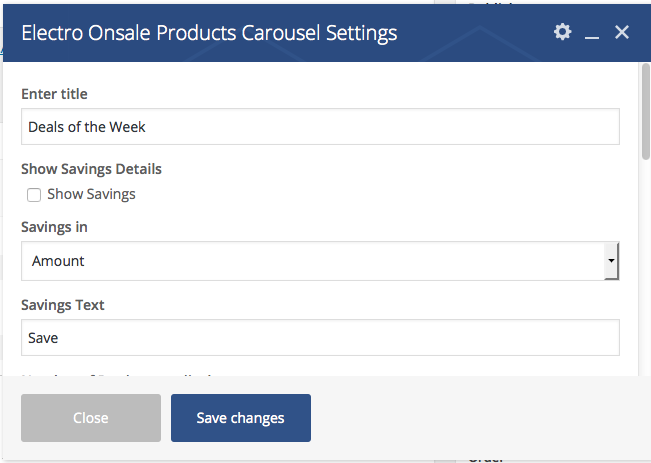 Electro Onsale Products Carousel Settings
Enter title
Deals of the Week
Show Savings Details
Show Savings
Savings in
Amount
Savings Text
Save
Close
Save changes